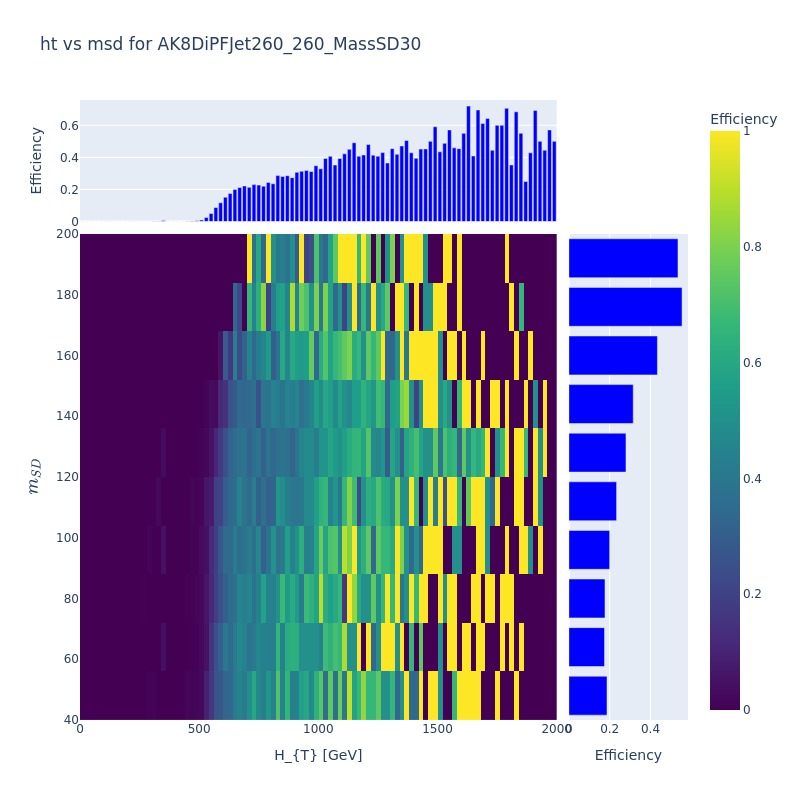 ht vs msd for AK8DiPFJet260_260_MassSD30
Efficiency
0.6
0.4
0.2
0
Efficiency
1
0.8
0.6
0.4
0.2
0
200
180
160
140
120
100
80
60
40
m_{SD}
0 500 1000 1500 2000
H_{T} [GeV]
0 0.2 0.4
Efficiency